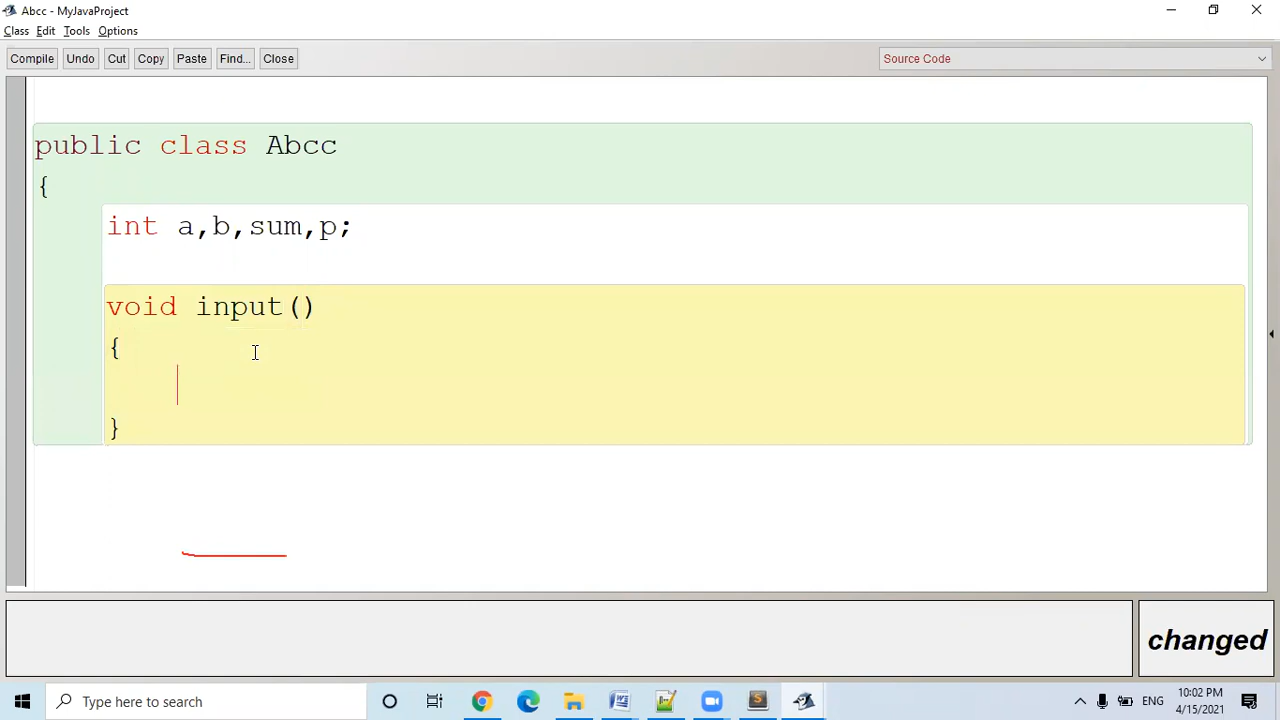 Abcc - MyJavaProject
Class Edit Tools Options
Compile Undo Cut Copy Paste Find... Close Source Code
public class Abcc
{
int a,b,sum,p;
void input()
{
}
changed
Type here to search
ENG
10:02 PM
4/15/2021